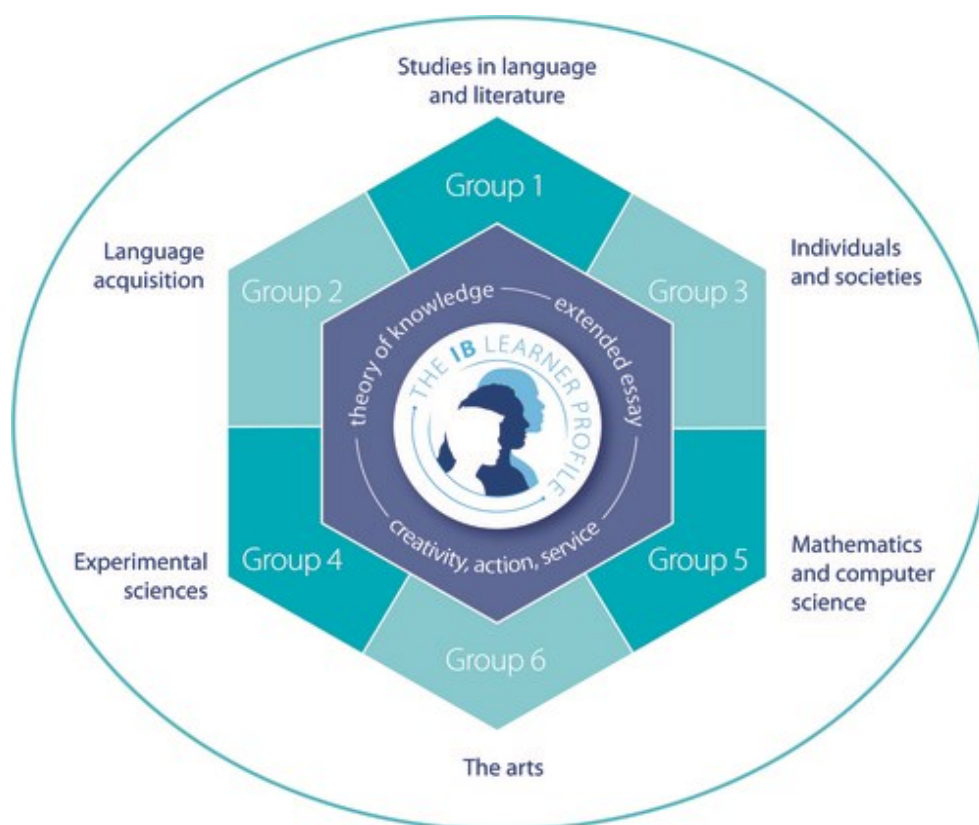 Studies in language
and literature
Group 1
Language
acquisition
Group 2
Group 3
Individuals
and societies
theory of knowledge
extended essay
THE IB LEARNER PROFILE
creativity, action, service
Experimental
sciences
Group 4
Group 5
Mathematics
and computer
science
Group 6
The arts